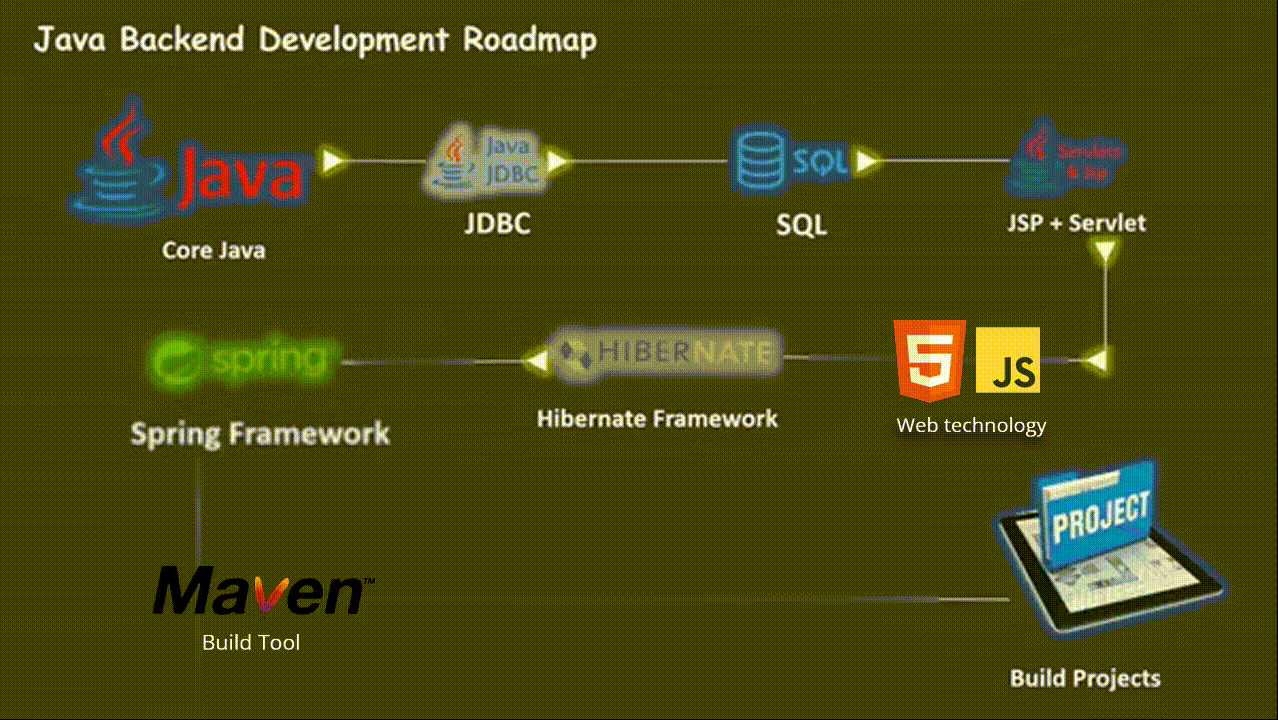 Java Backend Development Roadmap
Java
Core Java
Java
JDBC
JDBC
SQL
SQL
Servlets
& Jsp
JSP + Servlet
spring
Spring Framework
HIBERNATE
Hibernate Framework
5
JS
Web technology
Maven™
Build Tool
PROJECT
Build Projects